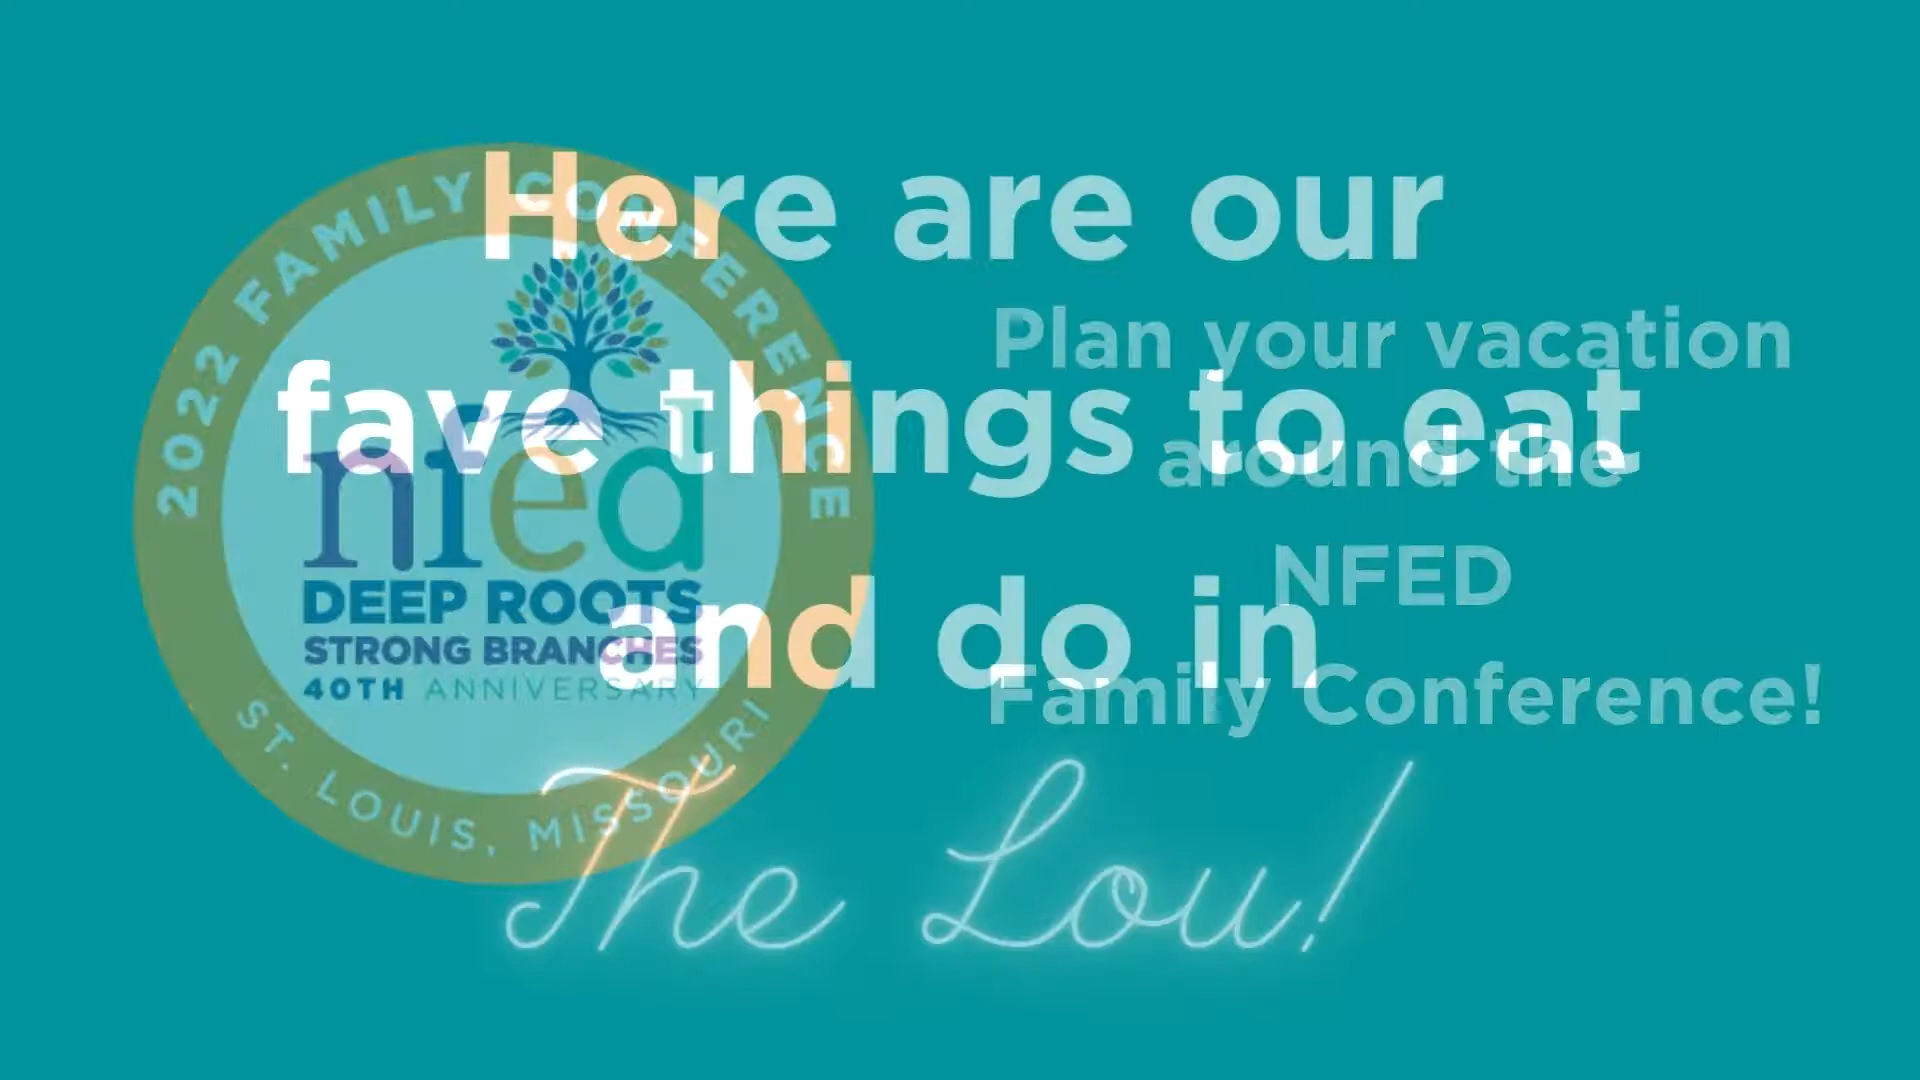 Here are our
fave things to eat
and do in
The Lou!
Plan your vacation
around the
NFED
Family Conference!
2022 FAMILY CONFERENCE
nfed
DEEP ROOTS
STRONG BRANCHES
40TH ANNIVERSARY
ST. LOUIS, MISSOURI